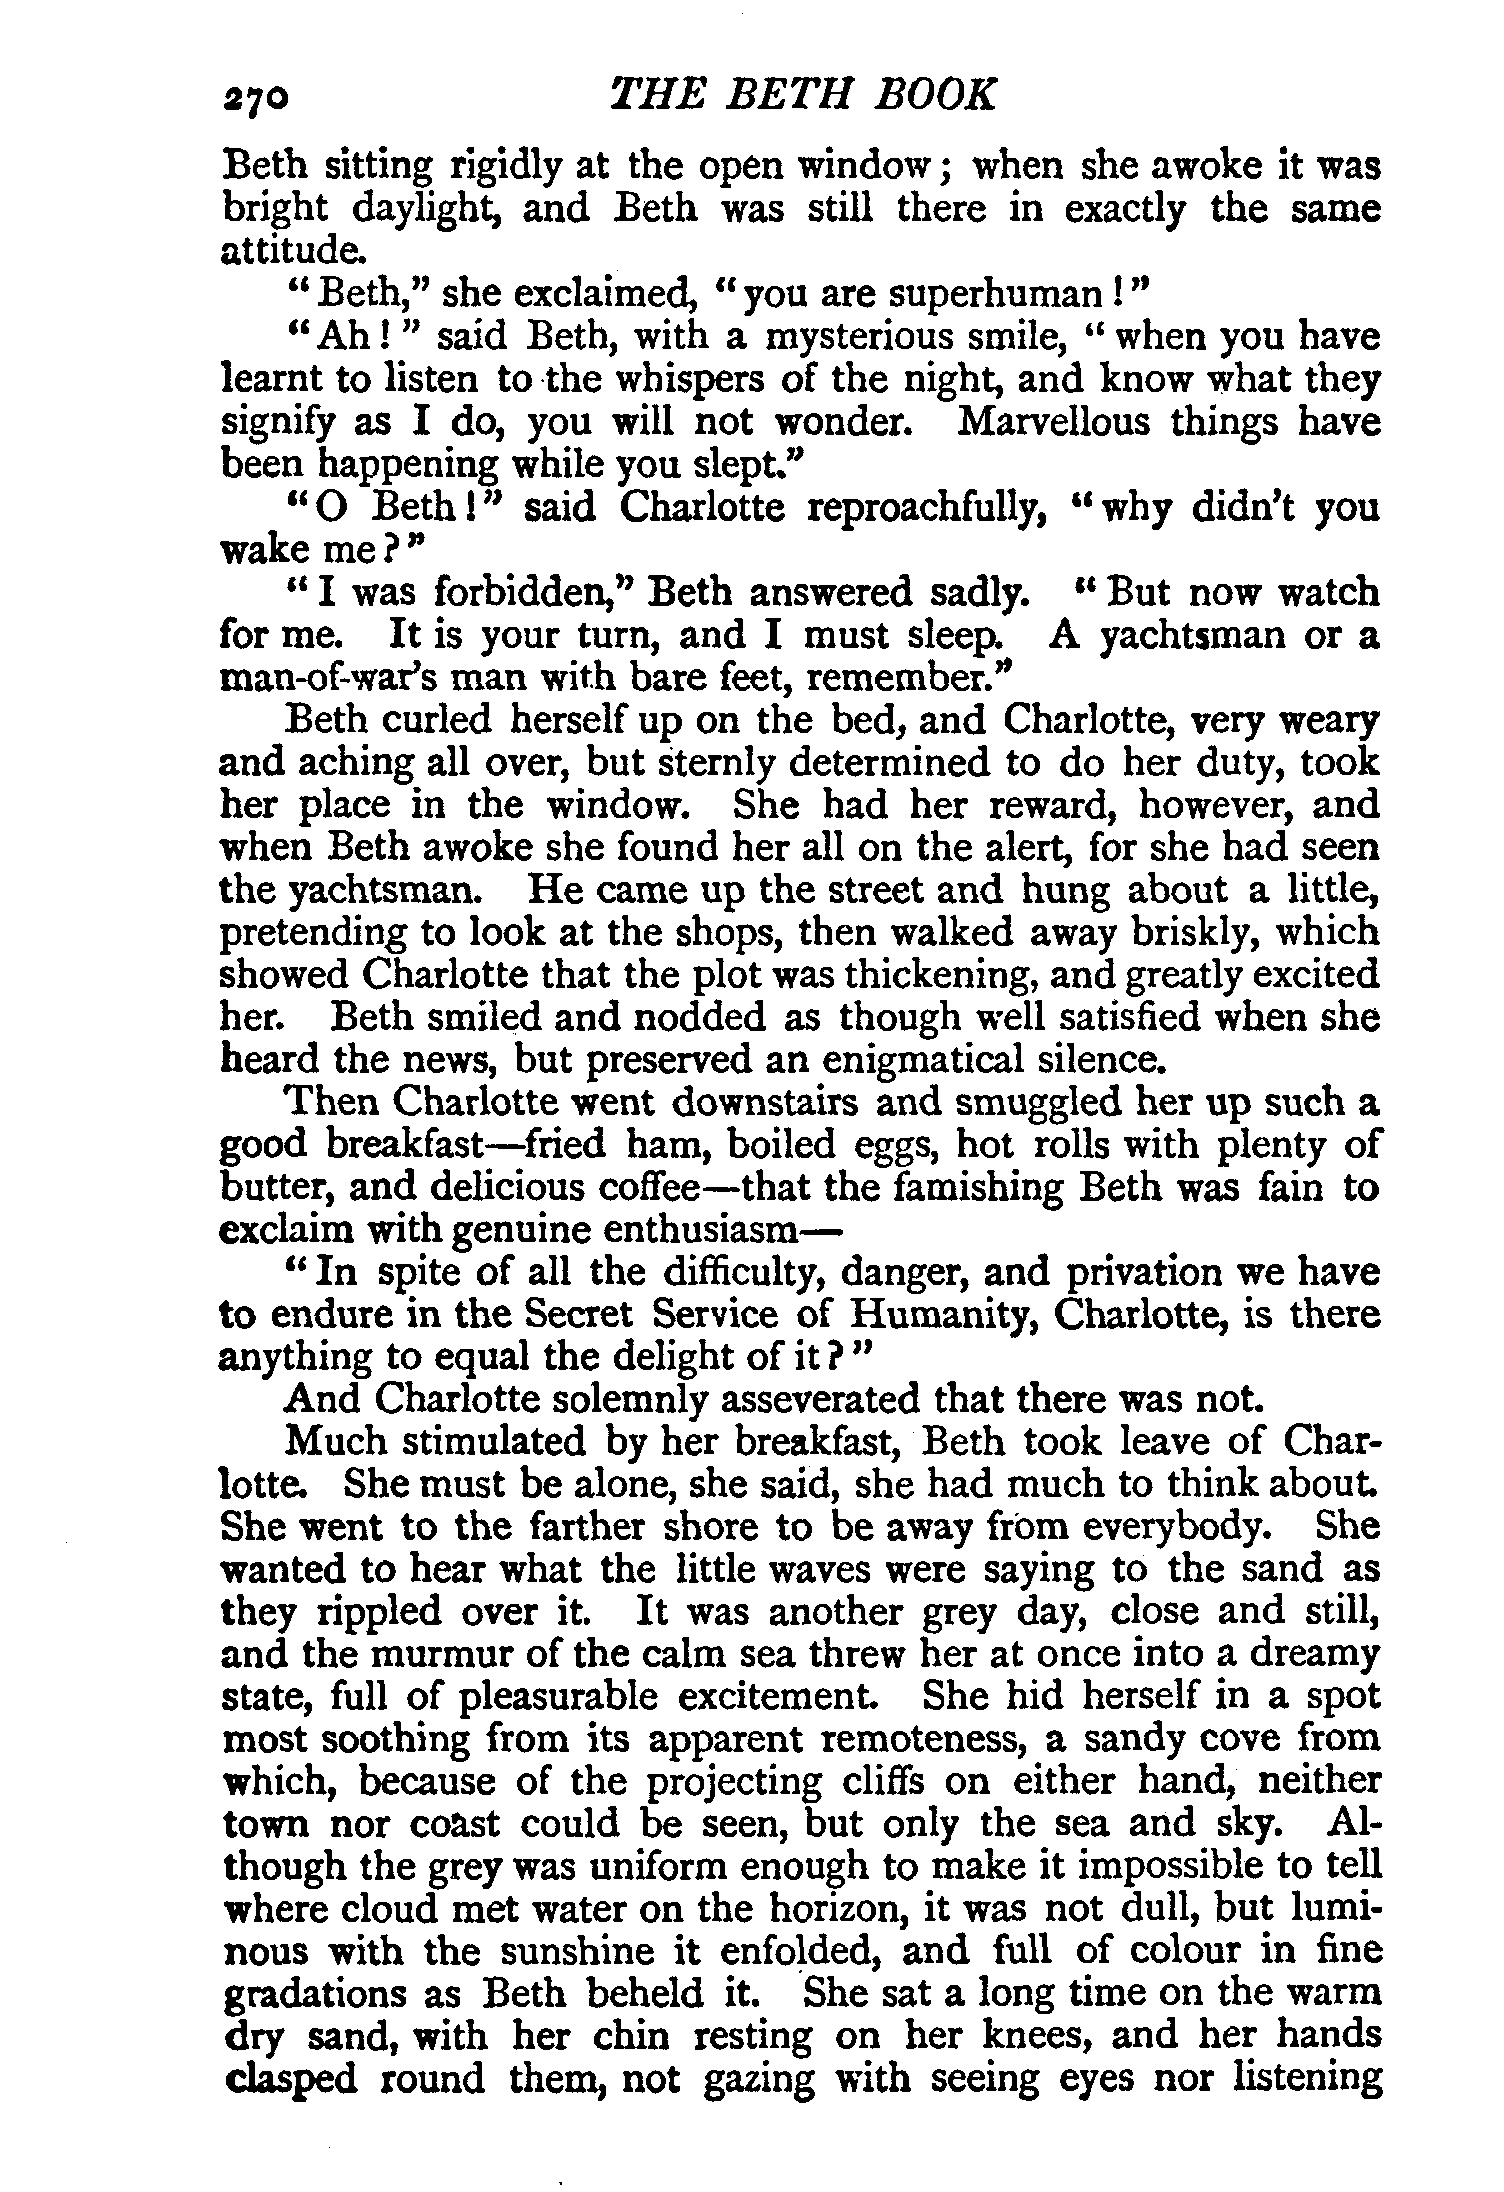 270 THE BETH BOOK
Beth sitting rigidly at the open window; when she awoke it was
bright daylight, and Beth was still there in exactly the same
attitude.
"Beth," she exclaimed, "you are superhuman!"
"Ah!" said Beth, with a mysterious smile, "when you have
learnt to listen to the whispers of the night, and know what they
signify as I do, you will not wonder. Marvellous things have
been happening while you slept."
"O Beth!" said Charlotte reproachfully, "why didn't you
wake me?"
"I was forbidden," Beth answered sadly. "But now watch
for me. It is your turn, and I must sleep. A yachtsman or a
man-of-war's man with bare feet, remember."
Beth curled herself up on the bed, and Charlotte, very weary
and aching all over, but sternly determined to do her duty, took
her place in the window. She had her reward, however, and
when Beth awoke she found her all on the alert, for she had seen
the yachtsman. He came up the street and hung about a little,
pretending to look at the shops, then walked away briskly, which
showed Charlotte that the plot was thickening, and greatly excited
her. Beth smiled and nodded as though well satisfied when she
heard the news, but preserved an enigmatical silence.
Then Charlotte went downstairs and smuggled her up such a
good breakfast—fried ham, boiled eggs, hot rolls with plenty of
butter, and delicious coffee—that the famishing Beth was fain to
exclaim with genuine enthusiasm—
"In spite of all the difficulty, danger, and privation we have
to endure in the Secret Service of Humanity, Charlotte, is there
anything to equal the delight of it?"
And Charlotte solemnly asseverated that there was not.
Much stimulated by her breakfast, Beth took leave of Char-
lotte. She must be alone, she said, she had much to think about.
She went to the farther shore to be away from everybody. She
wanted to hear what the little waves were saying to the sand as
they rippled over it. It was another grey day, close and still,
and the murmur of the calm sea threw her at once into a dreamy
state, full of pleasurable excitement. She hid herself in a spot
most soothing from its apparent remoteness, a sandy cove from
which, because of the projecting cliffs on either hand, neither
town nor coast could be seen, but only the sea and sky. Al-
though the grey was uniform enough to make it impossible to tell
where cloud met water on the horizon, it was not dull, but lumi-
nous with the sunshine it enfolded, and full of colour in fine
gradations as Beth beheld it. She sat a long time on the warm
dry sand, with her chin resting on her knees, and her hands
clasped round them, not gazing with seeing eyes nor listening